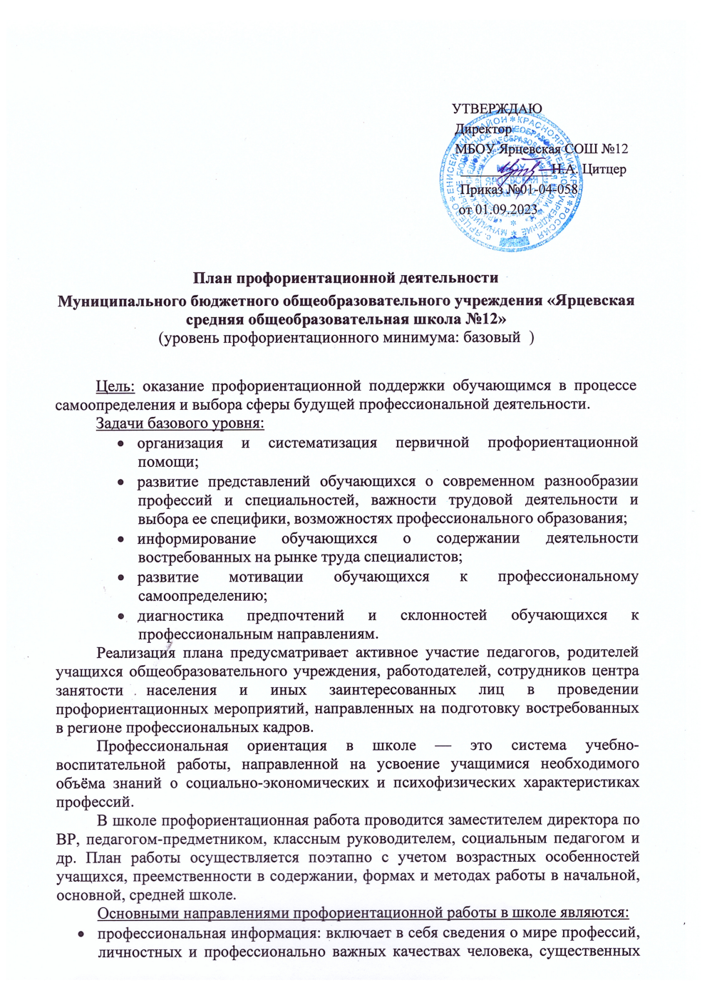 УТВЕРЖДАЮ
Директор
МБОУ Ярцевская СОШ №12
Н.А. Цитцер
Приказ №01-04-058
от 01.09.2023
План профориентационной деятельности
Муниципального бюджетного общеобразовательного учреждения «Ярцевская
средняя общеобразовательная школа №12»
(уровень профориентационного минимума: базовый )
Цель: оказание профориентационной поддержки обучающимся в процессе
самоопределения и выбора сферы будущей профессиональной деятельности.
Задачи базового уровня:
• организация и систематизация первичной профориентационной
помощи;
• развитие представлений обучающихся о современном разнообразии
профессий и специальностей, важности трудовой деятельности и
выбора ее специфики, возможностях профессионального образования;
• информирование обучающихся о содержании деятельности
востребованных на рынке труда специалистов;
• развитие мотивации обучающихся к профессиональному
самоопределению;
• диагностика предпочтений и склонностей обучающихся к
профессиональным направлениям.
Реализация плана предусматривает активное участие педагогов, родителей
учащихся общеобразовательного учреждения, работодателей, сотрудников центра
занятости населения и иных заинтересованных лиц в проведении
профориентационных мероприятий, направленных на подготовку востребованных
в регионе профессиональных кадров.
Профессиональная ориентация в школе — это система учебно-
воспитательной работы, направленной на усвоение учащимися необходимого
объёма знаний о социально-экономических и психофизических характеристиках
профессий.
В школе профориентационная работа проводится заместителем директора по
ВР, педагогом-предметником, классным руководителем, социальным педагогом и
др. План работы осуществляется поэтапно с учетом возрастных особенностей
учащихся, преемственности в содержании, формах и методах работы в начальной,
основной, средней школе.
Основными направлениями профориентационной работы в школе являются:
• профессиональная информация: включает в себя сведения о мире профессий,
личностных и профессионально важных качествах человека, существенных